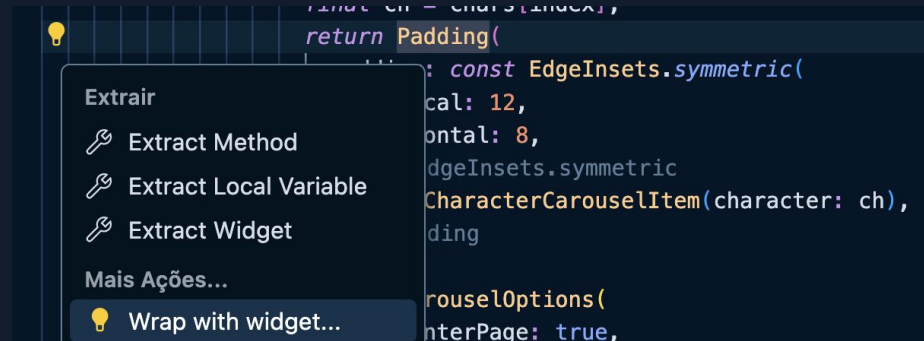 final ch = chars[index];
return Padding(
: const EdgeInsets.symmetric(
cal: 12,
ontal: 8,
dgeInsets.symmetric
CharacterCarouselItem(character: ch),
dding
rouselOptions(
nterPage: true,
Extrair
Extract Method
Extract Local Variable
Extract Widget
Mais Ações...
Wrap with widget...